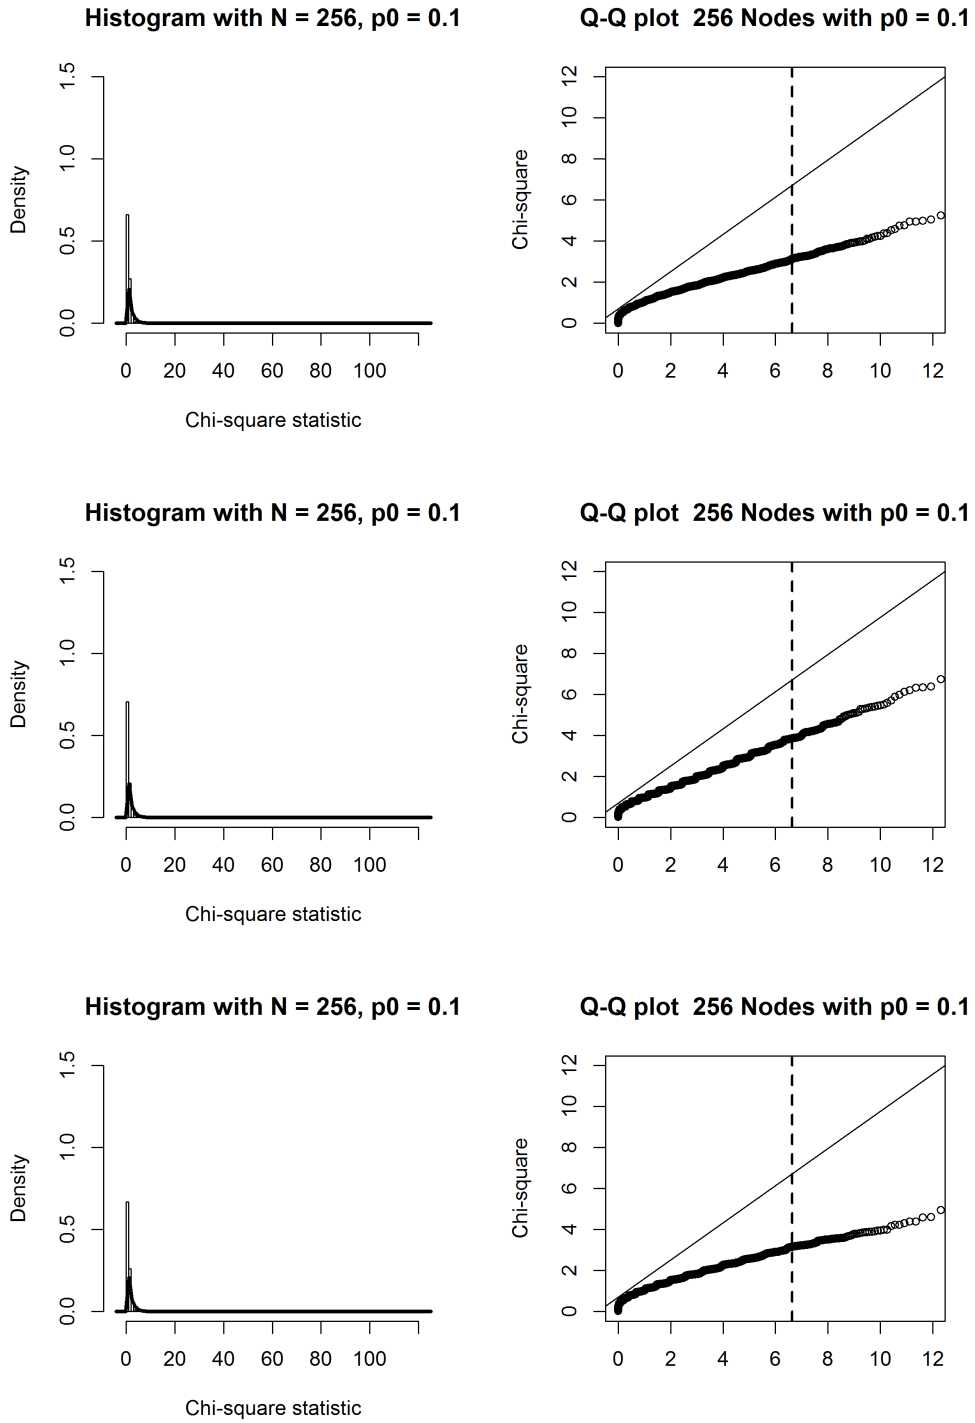 Histogram with N = 256, p0 = 0.1
Density
0.0 0.5 1.0 1.5
0 20 40 60 80 100
Chi-square statistic
Q-Q plot 256 Nodes with p0 = 0.1
Chi-square
0 2 4 6 8 10 12
0 2 4 6 8 10 12
Histogram with N = 256, p0 = 0.1
Density
0.0 0.5 1.0 1.5
0 20 40 60 80 100
Chi-square statistic
Q-Q plot 256 Nodes with p0 = 0.1
Chi-square
0 2 4 6 8 10 12
0 2 4 6 8 10 12
Histogram with N = 256, p0 = 0.1
Density
0.0 0.5 1.0 1.5
0 20 40 60 80 100
Chi-square statistic
Q-Q plot 256 Nodes with p0 = 0.1
Chi-square
0 2 4 6 8 10 12
0 2 4 6 8 10 12